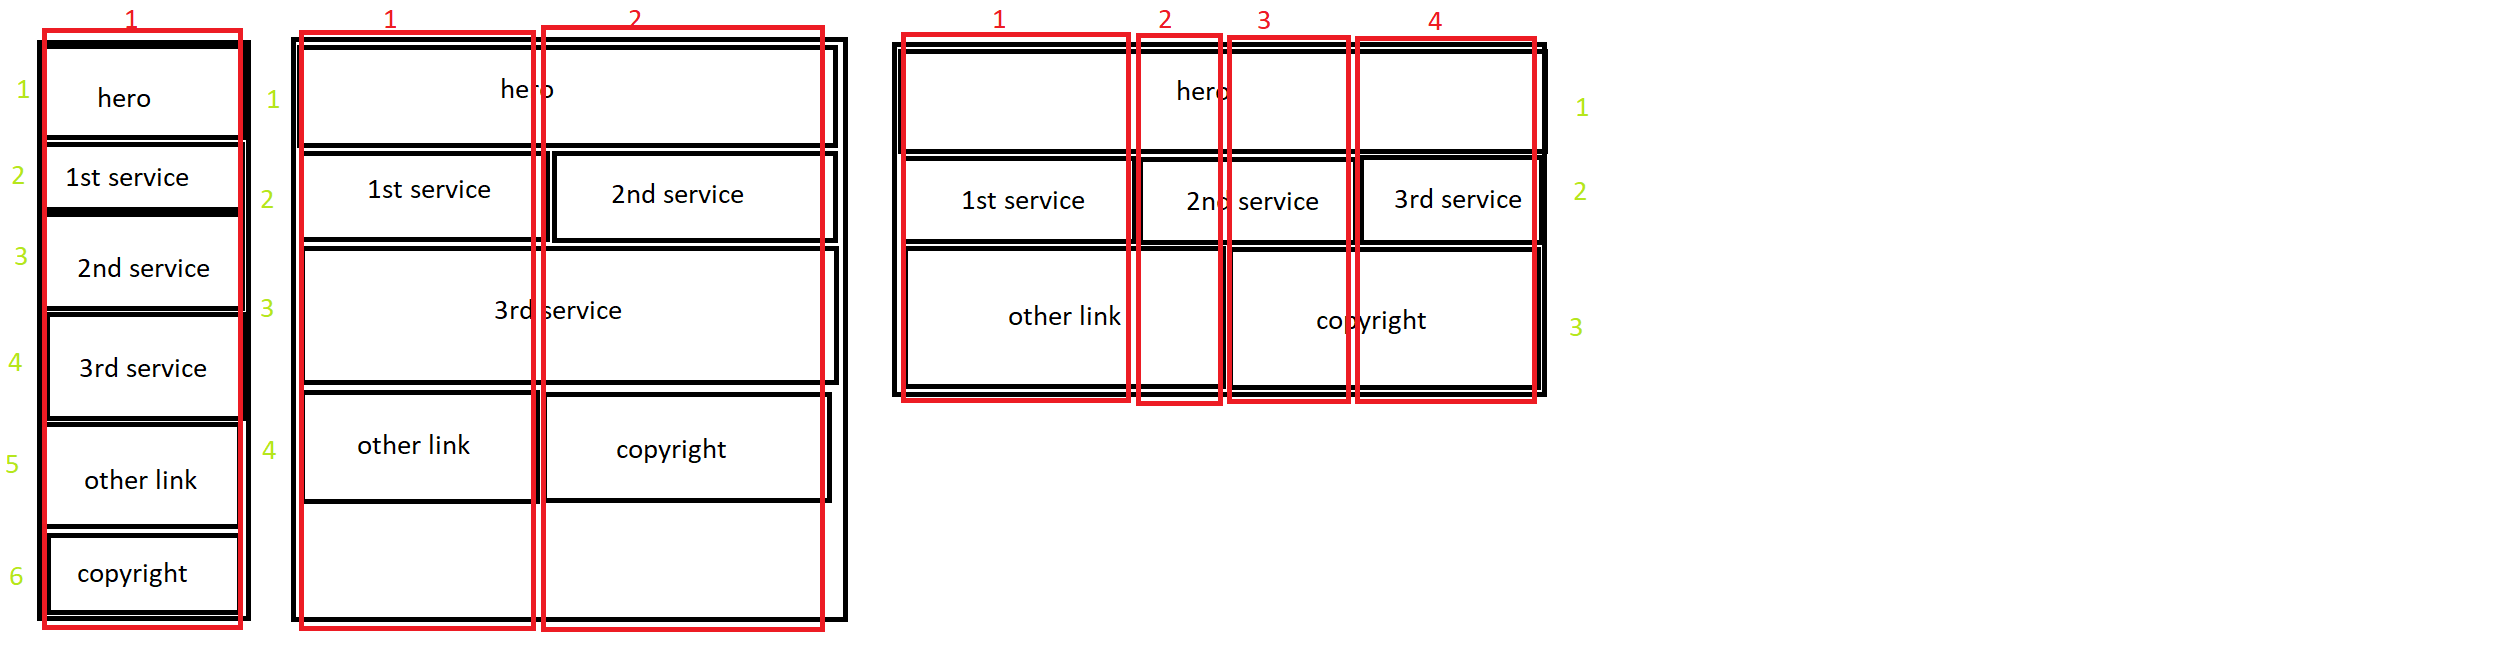 1
1
hero
2
1st service
3
2nd service
4
3rd service
5
other link
6
copyright
1
2
1
hero
2
1st service
2nd service
3
3rd service
4
other link
copyright
1
2
3
4
hero
1
1st service
2nd service
3rd service
2
other link
copyright
3